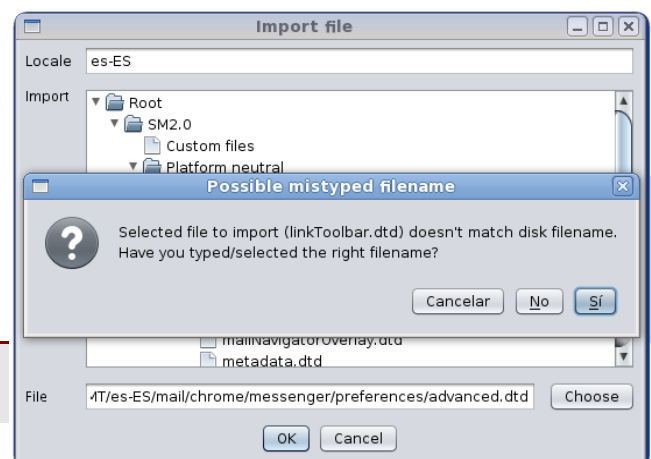 Import file
Locale es-ES
Import Root
SM2.0
Custom files
Platform neutral
Possible mistyped filename
Selected file to import (linkToolbar.dtd) doesn't match disk filename.
Have you typed/selected the right filename?
Cancelar No Sí
mailNavigatorOverlay.dtd
metadata.dtd
File /es-ES/mail/chrome/messenger/preferences/advanced.dtd Choose
OK Cancel